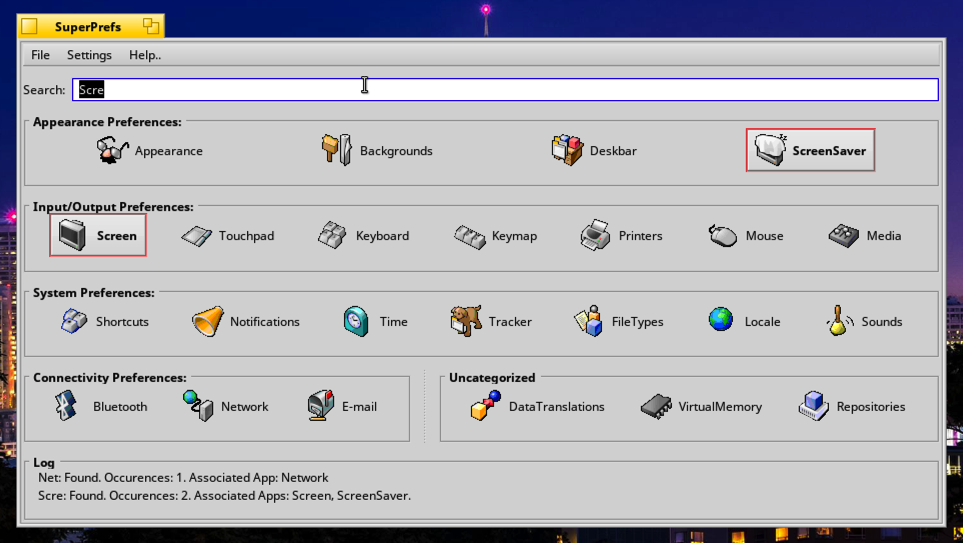 SuperPrefs
File Settings Help..
Search: Scre
Appearance Preferences:
Appearance Backgrounds Deskbar ScreenSaver
Input/Output Preferences:
Screen Touchpad Keyboard Keymap Printers Mouse Media
System Preferences:
Shortcuts Notifications Time Tracker FileTypes Locale Sounds
Connectivity Preferences: Uncategorized
Bluetooth Network E-mail DataTranslations VirtualMemory Repositories
Log
Net: Found. Occurences: 1. Associated App: Network
Scre: Found. Occurences: 2. Associated Apps: Screen, ScreenSaver.